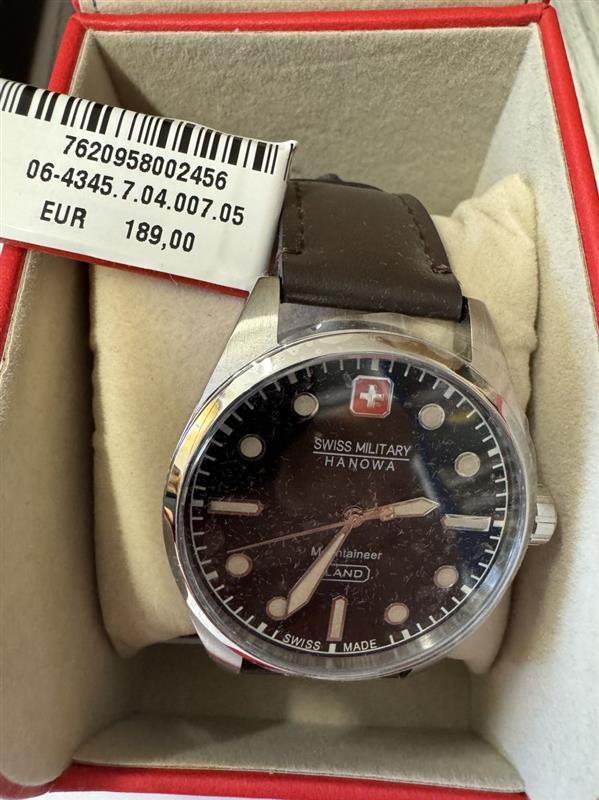 7620958002456
06-4345.7.04.007.05
EUR 189,00
SWISS MILITARY
HANOWA
Mountaineer
LAND
SWISS MADE